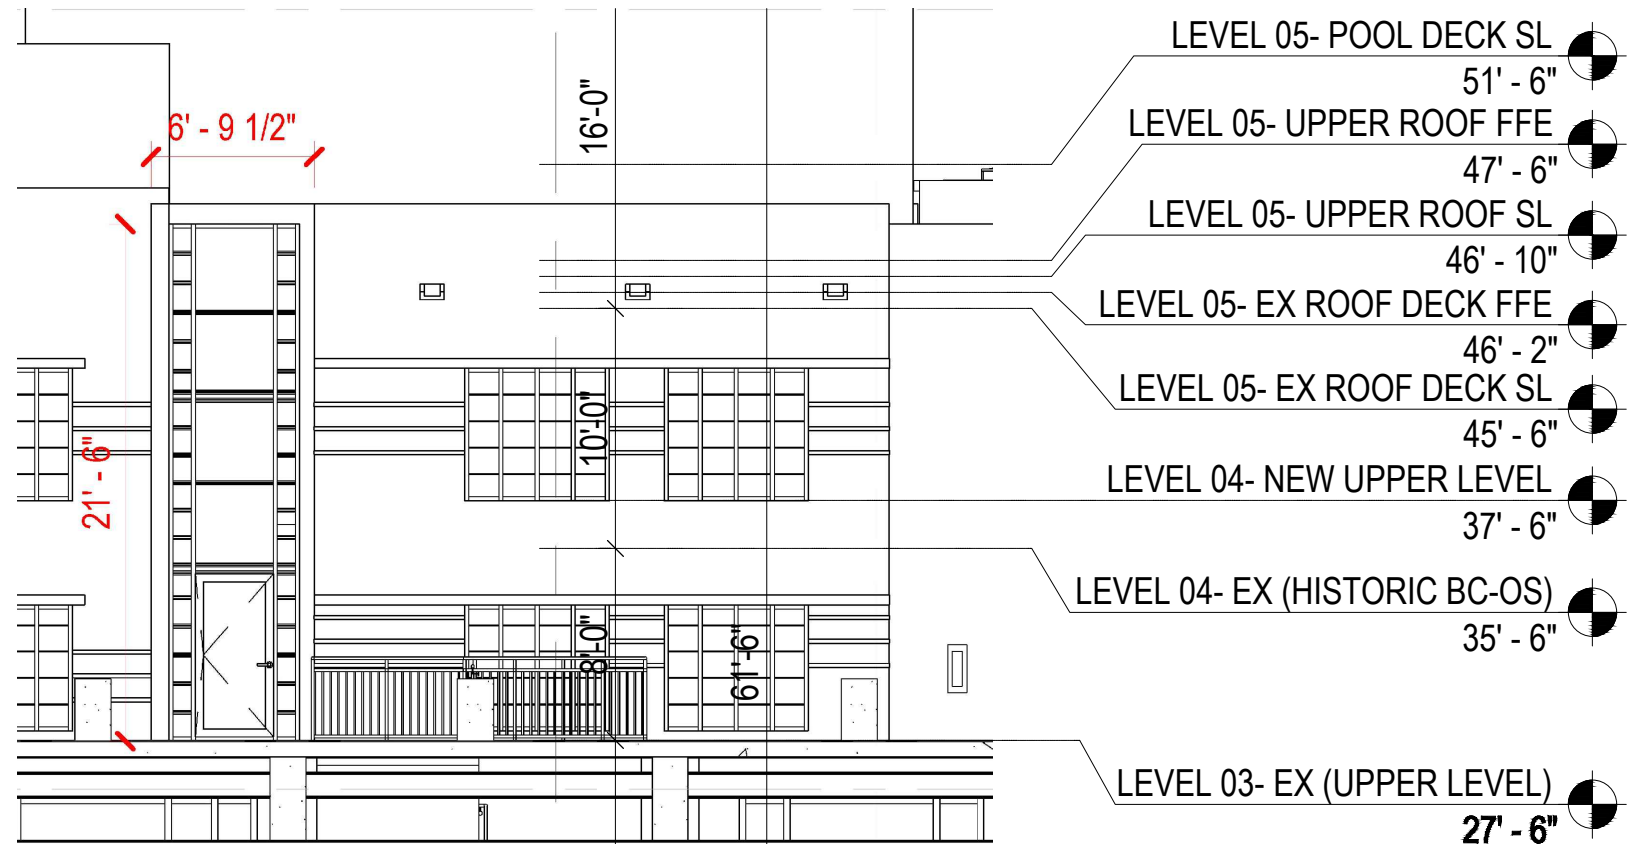 LEVEL 05- POOL DECK SL
51' - 6"
6' - 9 1/2"
16'-0"
LEVEL 05- UPPER ROOF FFE
47' - 6"
LEVEL 05- UPPER ROOF SL
46' - 10"
LEVEL 05- EX ROOF DECK FFE
46' - 2"
LEVEL 05- EX ROOF DECK SL
45' - 6"
10'-0"
21' - 6"
LEVEL 04- NEW UPPER LEVEL
37' - 6"
LEVEL 04- EX (HISTORIC BC-OS)
35' - 6"
8'-0"
61'-6"
LEVEL 03- EX (UPPER LEVEL)
27' - 6"